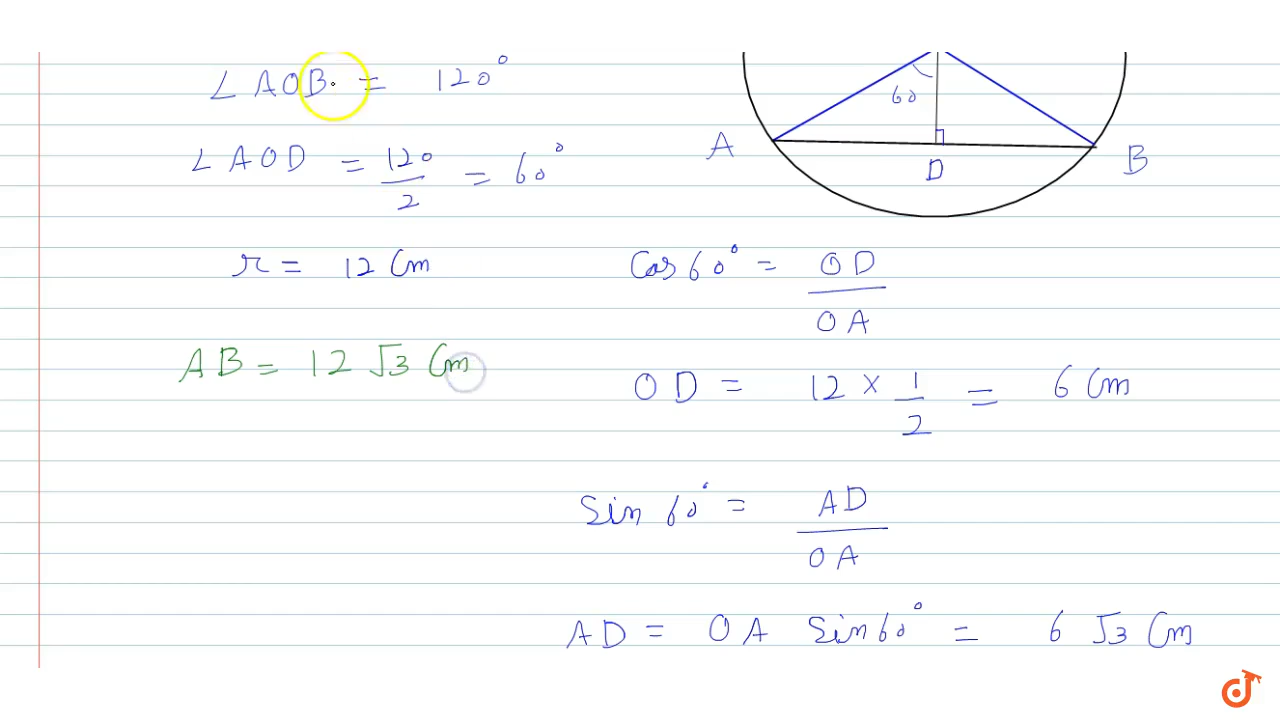 ∠ AOB = 120°
60
∠ AOD = 120/2 = 60°
A
D
B
r = 12 Cm
Cos 60° = OD/OA
AB = 12 √3 Cm
OD = 12 × 1/2 = 6 Cm
Sin 60° = AD/OA
AD = OA Sin 60° = 6 √3 Cm